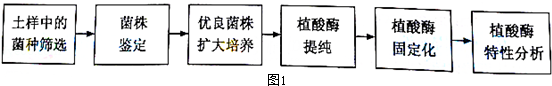 土样中的
菌种筛选
菌株
鉴定
优良菌株
扩大培养
植酸酶
提纯
植酸酶
固定化
植酸酶
特性分析
图1